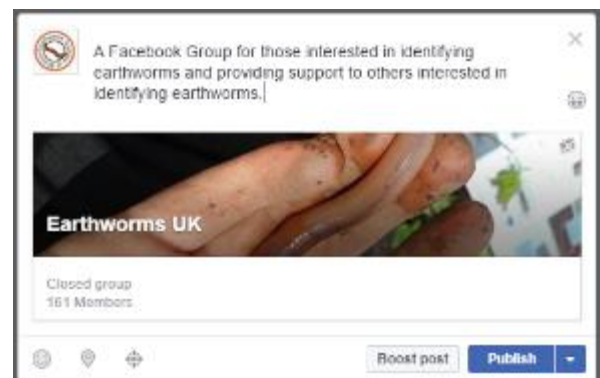 A Facebook Group for those interested in identifying
earthworms and providing support to others interested in
identifying earthworms.
Earthworms UK
Closed group
161 Members
Boost post
Publish